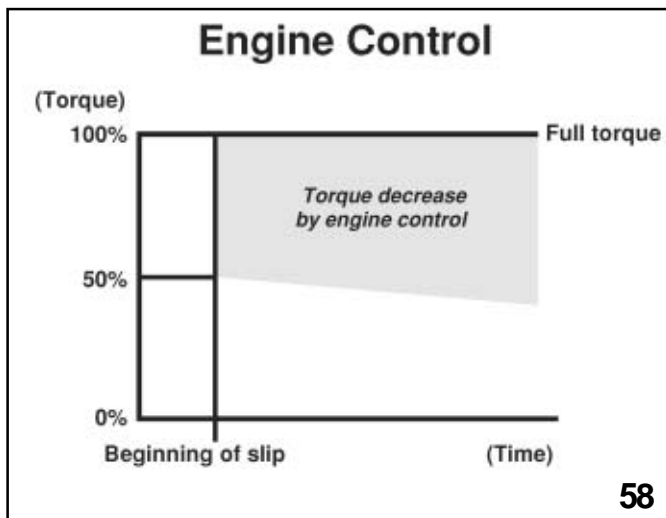 Engine Control
(Torque)
100%
Full torque
Torque decrease
by engine control
50%
0%
Beginning of slip
(Time)
58